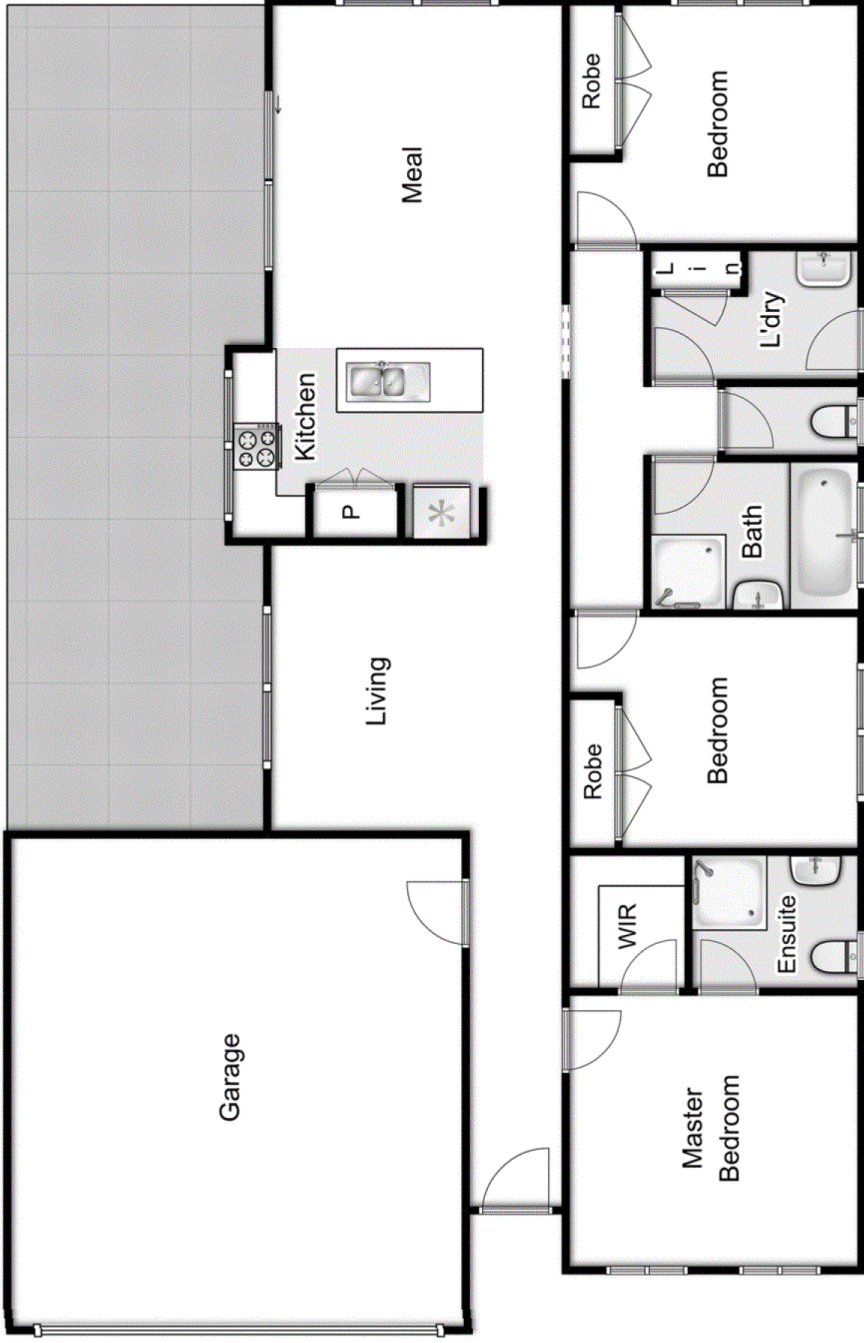 Robe
Bedroom
Meal
L
i
n
L'dry
Kitchen
P
Bath
Living
Robe
Bedroom
WIR
Ensuite
Garage
Master
Bedroom